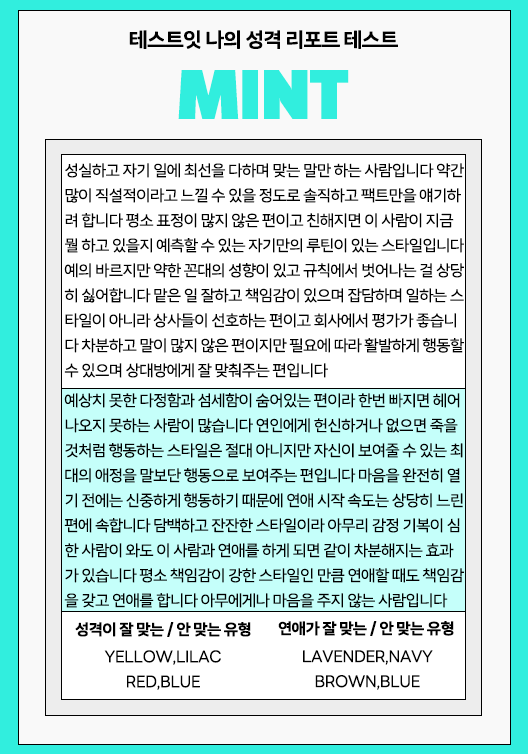 테스트잇 나의 성격 리포트 테스트
MINT
성실하고 자기 일에 최선을 다하며 맞는 말만 하는 사람입니다 약간
많이 직설적이라고 느낄 수 있을 정도로 솔직하고 팩트만을 얘기하
려 합니다 평소 표정이 많지 않은 편이고 친해지면 이 사람이 지금
뭘 하고 있을지 예측할 수 있는 자기만의 루틴이 있는 스타일입니다
예의 바르지만 약한 꼰대의 성향이 있고 규칙에서 벗어나는 걸 상당
히 싫어합니다 맡은 일 잘하고 책임감이 있으며 잡담하며 일하는 스
타일이 아니라 상사들이 선호하는 편이고 회사에서 평가가 좋습니
다 차분하고 말이 많지 않은 편이지만 필요에 따라 활발하게 행동할
수 있으며 상대방에게 잘 맞춰주는 편입니다
예상치 못한 다정함과 섬세함이 숨어있는 편이라 한번 빠지면 헤어
나오지 못하는 사람이 많습니다 연인에게 헌신하거나 없으면 죽을
것처럼 행동하는 스타일은 절대 아니지만 자신이 보여줄 수 있는 최
대의 애정을 말보단 행동으로 보여주는 편입니다 마음을 완전히 열
기 전에는 신중하게 행동하기 때문에 연애 시작 속도는 상당히 느린
편에 속합니다 담백하고 잔잔한 스타일이라 아무리 감정 기복이 심
한 사람이 와도 이 사람과 연애를 하게 되면 같이 차분해지는 효과
가 있습니다 평소 책임감이 강한 스타일인 만큼 연애할 때도 책임감
을 갖고 연애를 합니다 아무에게나 마음을 주지 않는 사람입니다
성격이 잘 맞는 / 안 맞는 유형
YELLOW,LILAC
RED,BLUE
연애가 잘 맞는 / 안 맞는 유형
LAVENDER,NAVY
BROWN,BLUE